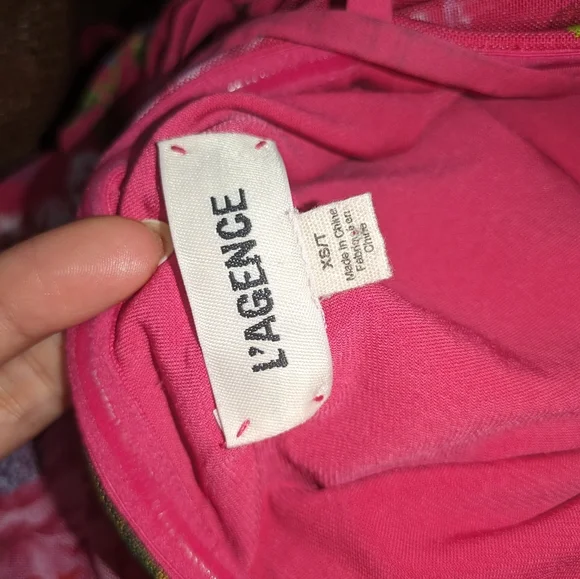 L'AGENCE
XS/T
Made in China
Fabriqué en
Chine